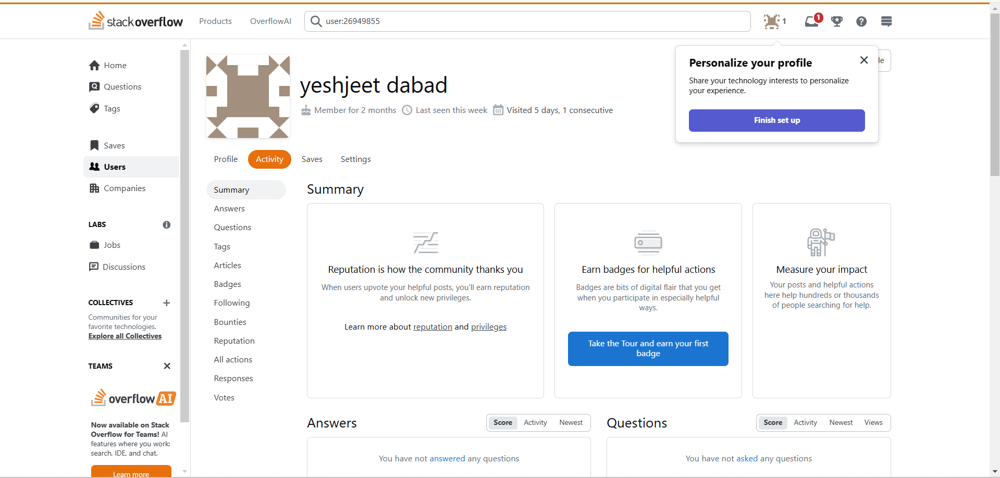 stack overflow
Products
OverflowAI
user:26949855
1
1
Home
Questions
Tags
Saves
Users
Companies
LABS
Jobs
Discussions
COLLECTIVES
Communities for your
favorite technologies.
Explore all Collectives
TEAMS
overflow AI
Now available on Stack
Overflow for Teams! AI
features where you work:
search, IDE, and chat.
Learn more
yeshjeet dabad
Member for 2 months
Last seen this week
Visited 5 days, 1 consecutive
Personalize your profile
Share your technology interests to personalize
your experience.
Finish set up
Profile
Activity
Saves
Settings
Summary
Answers
Questions
Tags
Articles
Badges
Following
Bounties
Reputation
All actions
Responses
Votes
Summary
Reputation is how the community thanks you
When users upvote your helpful posts, you'll earn reputation
and unlock new privileges.
Learn more about reputation and privileges
Earn badges for helpful actions
Badges are bits of digital flair that you get
when you participate in especially helpful
ways.
Take the Tour and earn your first
badge
Measure your impact
Your posts and helpful actions
here help hundreds or thousands
of people searching for help.
Answers
Score
Activity
Newest
You have not answered any questions
Questions
Score
Activity
Newest
Views
You have not asked any questions